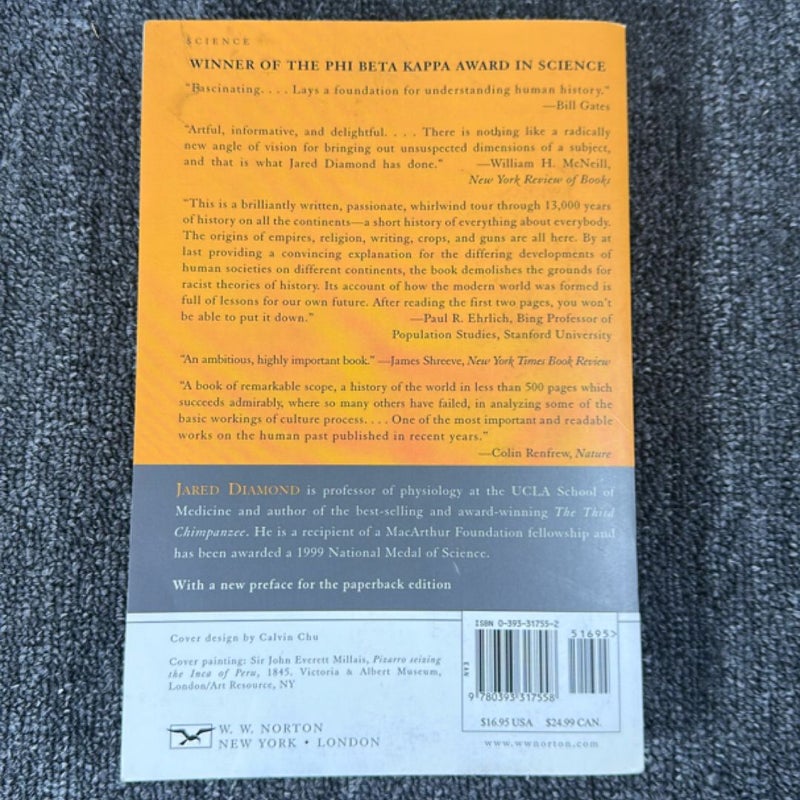 SCIENCE
WINNER OF THE PHI BETA KAPPA AWARD IN SCIENCE
"Fascinating. . . . Lays a foundation for understanding human history."
—Bill Gates
"Artful, informative, and delightful. . . . There is nothing like a radically
new angle of vision for bringing out unsuspected dimensions of a subject,
and that is what Jared Diamond has done." —William H. McNeill,
New York Review of Books
"This is a brilliantly written, passionate, whirlwind tour through 13,000 years
of history on all the continents—a short history of everything about everybody.
The origins of empires, religion, writing, crops, and guns are all here. By at
last providing a convincing explanation for the differing developments of
human societies on different continents, the book demolishes the grounds for
racist theories of history. Its account of how the modern world was formed is
full of lessons for our own future. After reading the first two pages, you won't
be able to put it down." —Paul R. Ehrlich, Bing Professor of
Population Studies, Stanford University
"An ambitious, highly important book." —James Shreeve, New York Times Book Review
"A book of remarkable scope, a history of the world in less than 500 pages which
succeeds admirably, where so many others have failed, in analyzing some of the
basic workings of culture process. . . . One of the most important and readable
works on the human past published in recent years."
—Colin Renfrew, Nature
JARED DIAMOND is professor of physiology at the UCLA School of
Medicine and author of the best-selling and award-winning The Third
Chimpanzee. He is a recipient of a MacArthur Foundation fellowship and
has been awarded a 1999 National Medal of Science.
With a new preface for the paperback edition
Cover design by Calvin Chu
Cover painting: Sir John Everett Millais, Pizarro seizing
the Inca of Peru, 1845. Victoria & Albert Museum,
London/Art Resource, NY
W. W. NORTON
NEW YORK • LONDON
ISBN 0-393-31755-2
51695>
EAN
9 780393 317558
$16.95 USA $24.99 CAN.
www.wwnorton.com